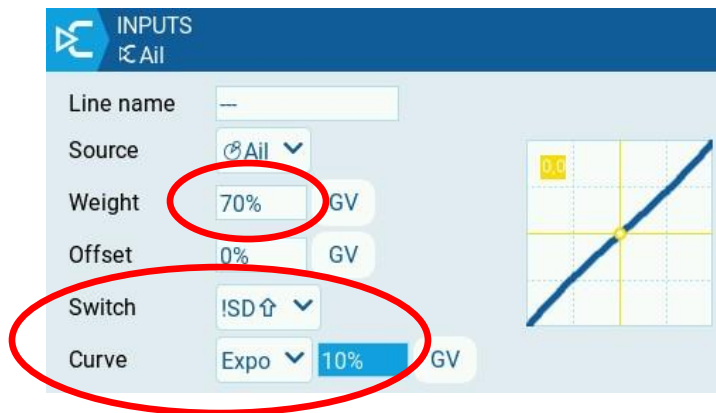 INPUTS
Ail
Line name ---
Source Ail
Weight 70% GV
0,0
Offset 0% GV
Switch !SD⇧
Curve Expo 10% GV